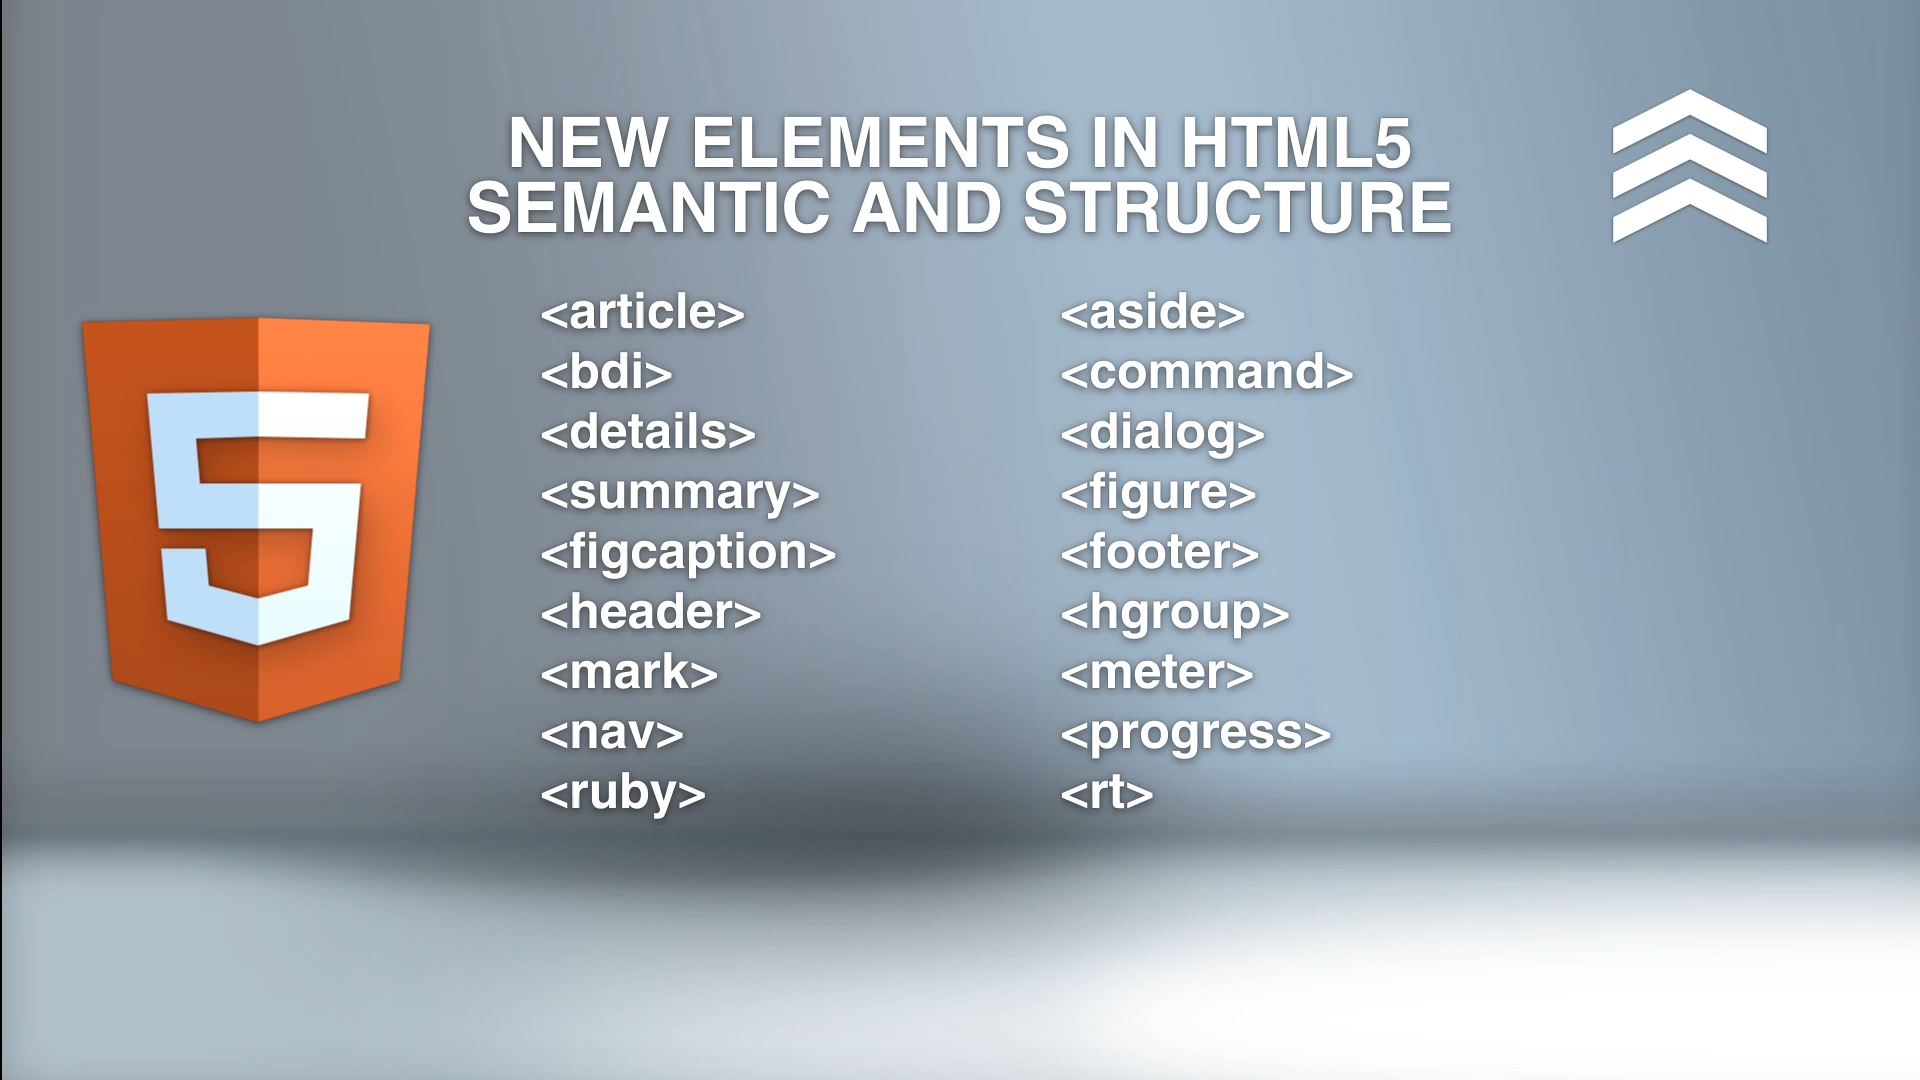 NEW ELEMENTS IN HTML5
SEMANTIC AND STRUCTURE
5
<article>
<bdi>
<details>
<summary>
<figcaption>
<header>
<mark>
<nav>
<ruby>
<aside>
<command>
<dialog>
<figure>
<footer>
<hgroup>
<meter>
<progress>
<rt>